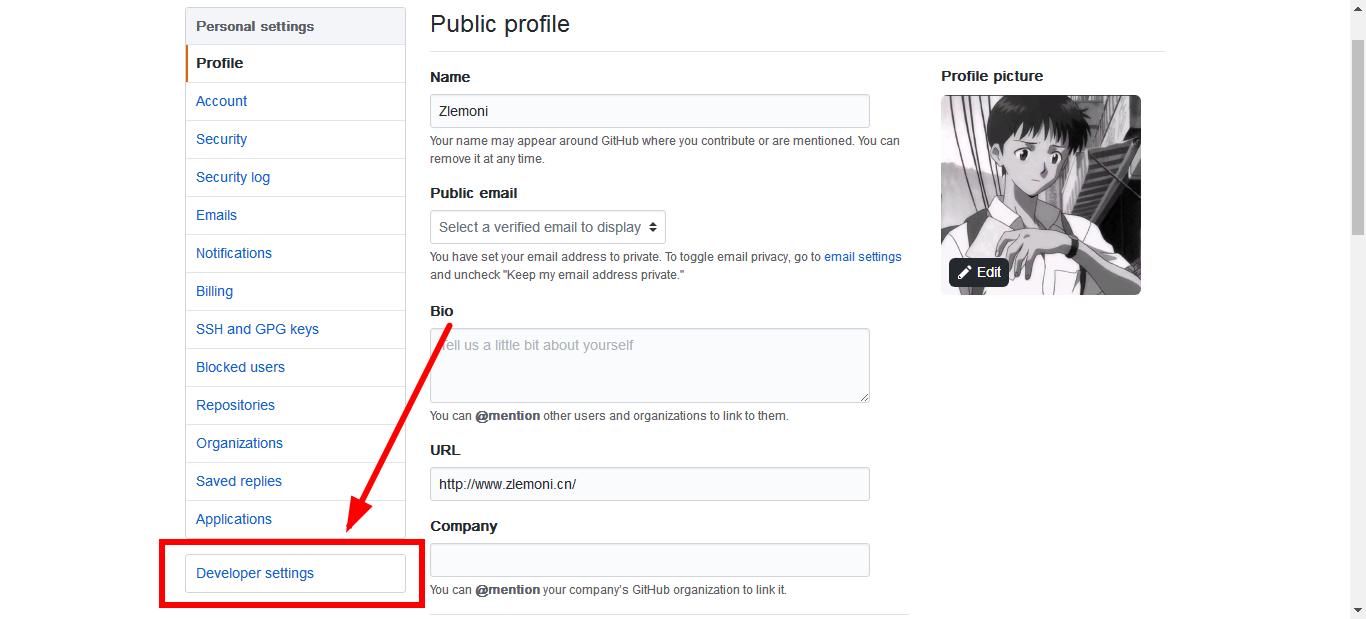 Personal settings
Profile
Account
Security
Security log
Emails
Notifications
Billing
SSH and GPG keys
Blocked users
Repositories
Organizations
Saved replies
Applications
Developer settings
Public profile
Name
Zlemoni
Your name may appear around GitHub where you contribute or are mentioned. You can
remove it at any time.
Public email
Select a verified email to display
You have set your email address to private. To toggle email privacy, go to email settings
and uncheck "Keep my email address private."
Bio
Tell us a little bit about yourself
You can @mention other users and organizations to link to them.
URL
http://www.zlemoni.cn/
Company
You can @mention your company's GitHub organization to link it.
Profile picture
Edit